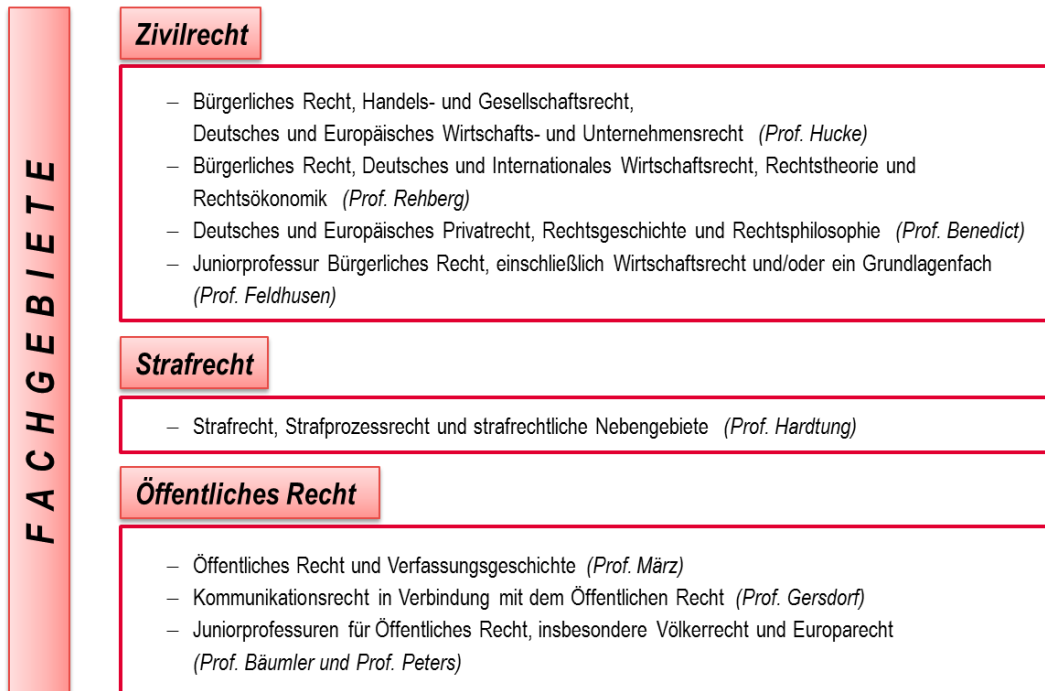 FACHGEBIETE
Zivilrecht
– Bürgerliches Recht, Handels- und Gesellschaftsrecht,
Deutsches und Europäisches Wirtschafts- und Unternehmensrecht (Prof. Hucke)
– Bürgerliches Recht, Deutsches und Internationales Wirtschaftsrecht, Rechtstheorie und
Rechtsökonomik (Prof. Rehberg)
– Deutsches und Europäisches Privatrecht, Rechtsgeschichte und Rechtsphilosophie (Prof. Benedict)
– Juniorprofessur Bürgerliches Recht, einschließlich Wirtschaftsrecht und/oder ein Grundlagenfach
(Prof. Feldhusen)
Strafrecht
– Strafrecht, Strafprozessrecht und strafrechtliche Nebengebiete (Prof. Hardtung)
Öffentliches Recht
– Öffentliches Recht und Verfassungsgeschichte (Prof. März)
– Kommunikationsrecht in Verbindung mit dem Öffentlichen Recht (Prof. Gersdorf)
– Juniorprofessuren für Öffentliches Recht, insbesondere Völkerrecht und Europarecht
(Prof. Bäumler und Prof. Peters)